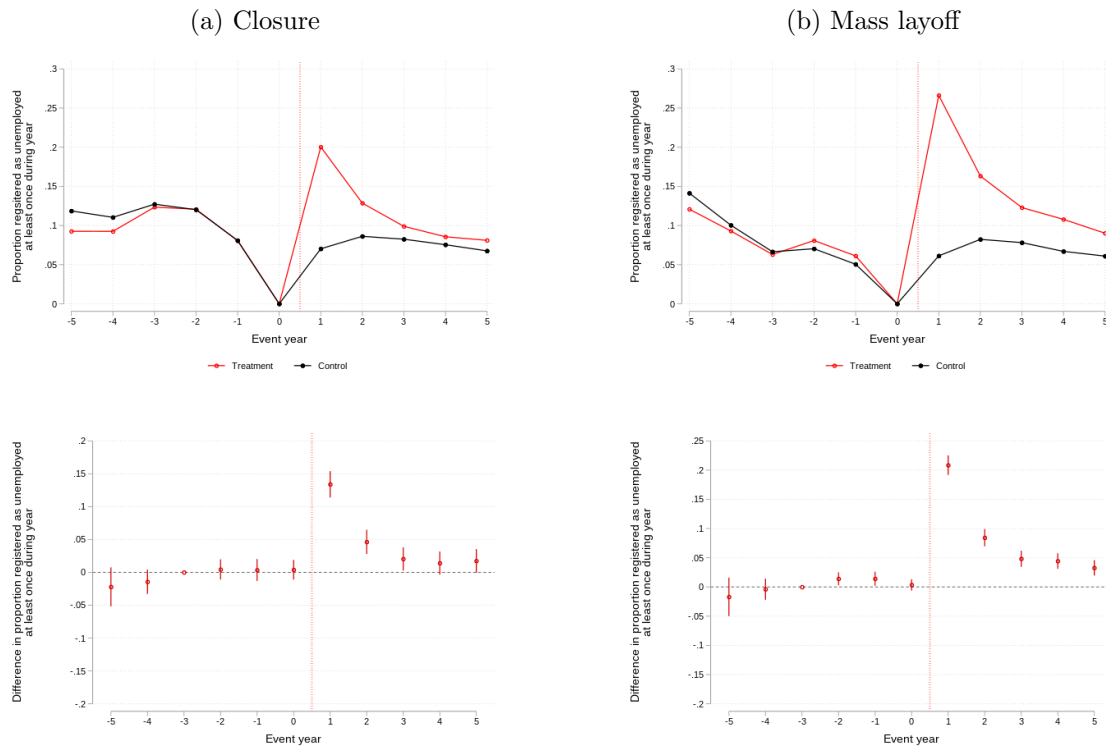 (a) Closure
Proportion regsitered as unemployed
at least once during year
.3
.25
.2
.15
.1
.05
0
-5 -4 -3 -2 -1 0 1 2 3 4 5
Event year
Treatment Control
(b) Mass layoff
Proportion regsitered as unemployed
at least once during year
.3
.25
.2
.15
.1
.05
0
-5 -4 -3 -2 -1 0 1 2 3 4 5
Event year
Treatment Control
Difference in proportion registered as unemployed
at least once during year
.2
.15
.1
.05
0
-.05
-.1
-.15
-.2
-5 -4 -3 -2 -1 0 1 2 3 4 5
Event year
Difference in proportion registered as unemployed
at least once during year
.25
.2
.15
.1
.05
0
-.05
-.1
-.15
-.2
-5 -4 -3 -2 -1 0 1 2 3 4 5
Event year